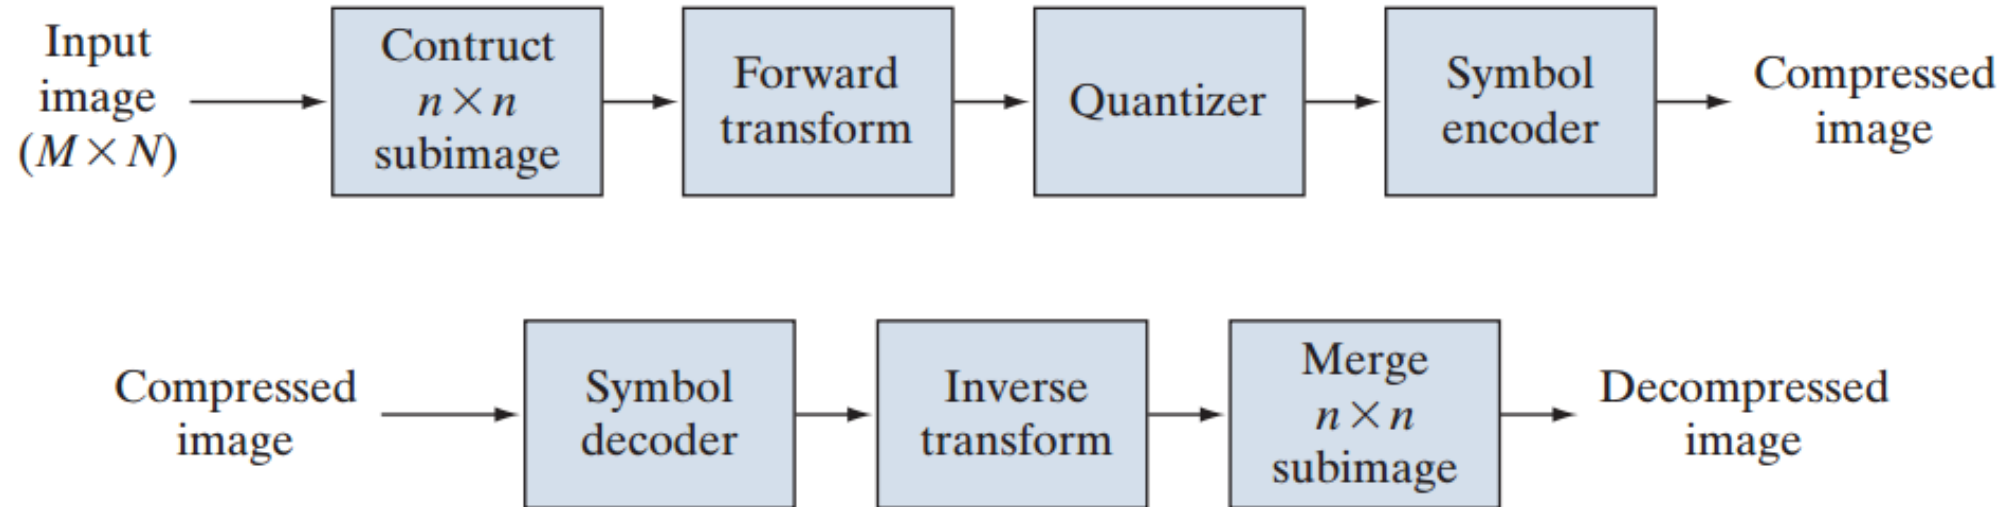 Input
image
(M × N)
Contruct
n × n
subimage
Forward
transform
Quantizer
Symbol
encoder
Compressed
image
Compressed
image
Symbol
decoder
Inverse
transform
Merge
n × n
subimage
Decompressed
image